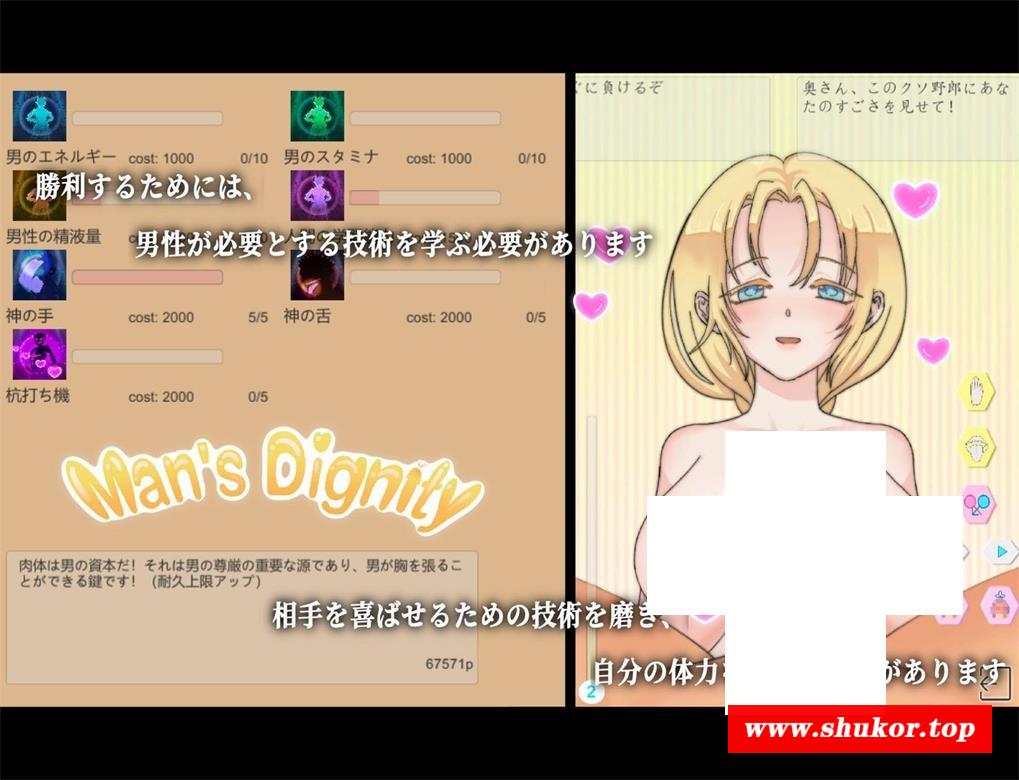 男のエネルギー cost: 1000 0/10
男のスタミナ cost: 1000 0/10
勝利するためには、
男性の精液量
男性が必要とする技術を学ぶ必要があります
神の手 cost: 2000 5/5
神の舌 cost: 2000 0/5
杭打ち機 cost: 2000 0/5
Man's Dignity
肉体は男の資本だ！それは男の尊厳の重要な源であり、男が胸を張るこ
とができる鍵です！（耐久上限アップ）
67571p
に負けるぞ
奥さん、このクソ野郎にあな
たのすごさを見せて！
相手を喜ばせるための技術を磨き、
自分の体力
があります
2
www.shukor.top